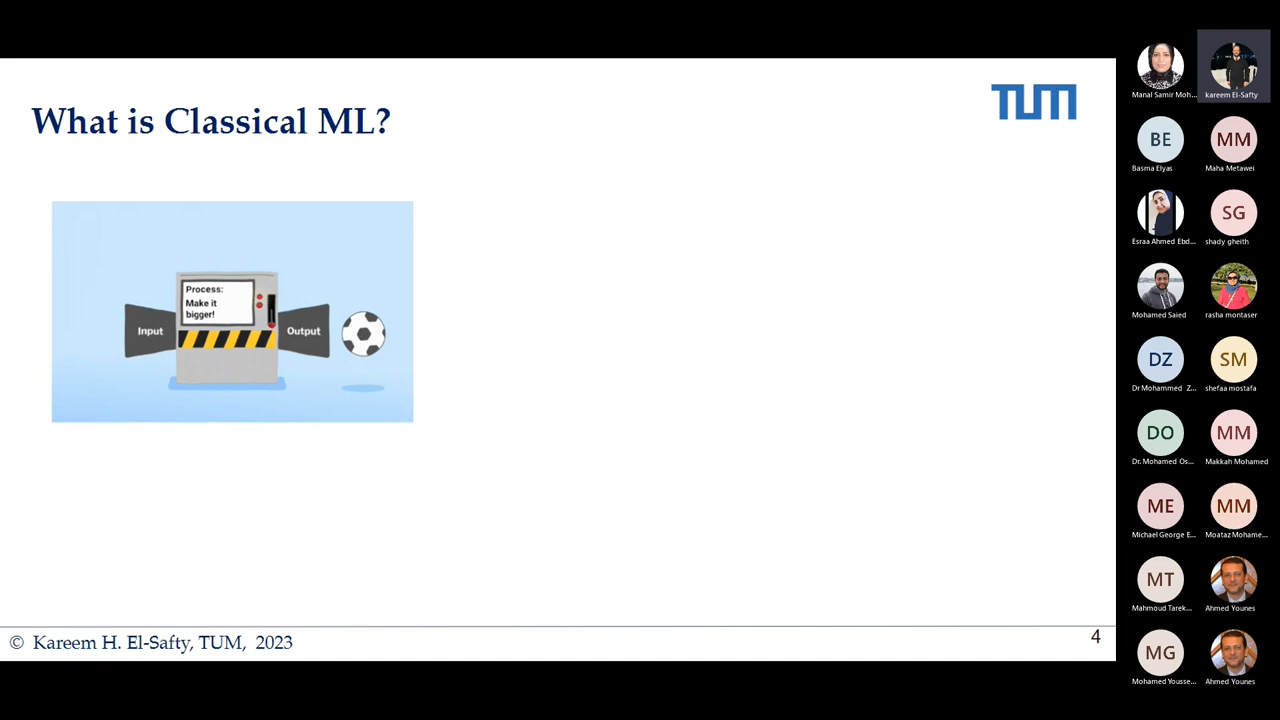 What is Classical ML?
TUM
Process:
Make it
bigger!
Input
Output
© Kareem H. El-Safty, TUM, 2023
4
Manal Samir Moh...
kareem El-Safty
BE
MM
Basma Elyas
Maha Metawei
SG
Esraa Ahmed Ebd...
shady gheith
Mohamed Saied
rasha montaser
DZ
SM
Dr Mohammed Z...
shefaa mostafa
DO
MM
Dr. Mohamed Os...
Makkah Mohamed
ME
MM
Michael George E...
Moataz Mohame...
MT
Mahmoud Tarek...
Ahmed Younes
MG
Mohamed Yousse...
Ahmed Younes